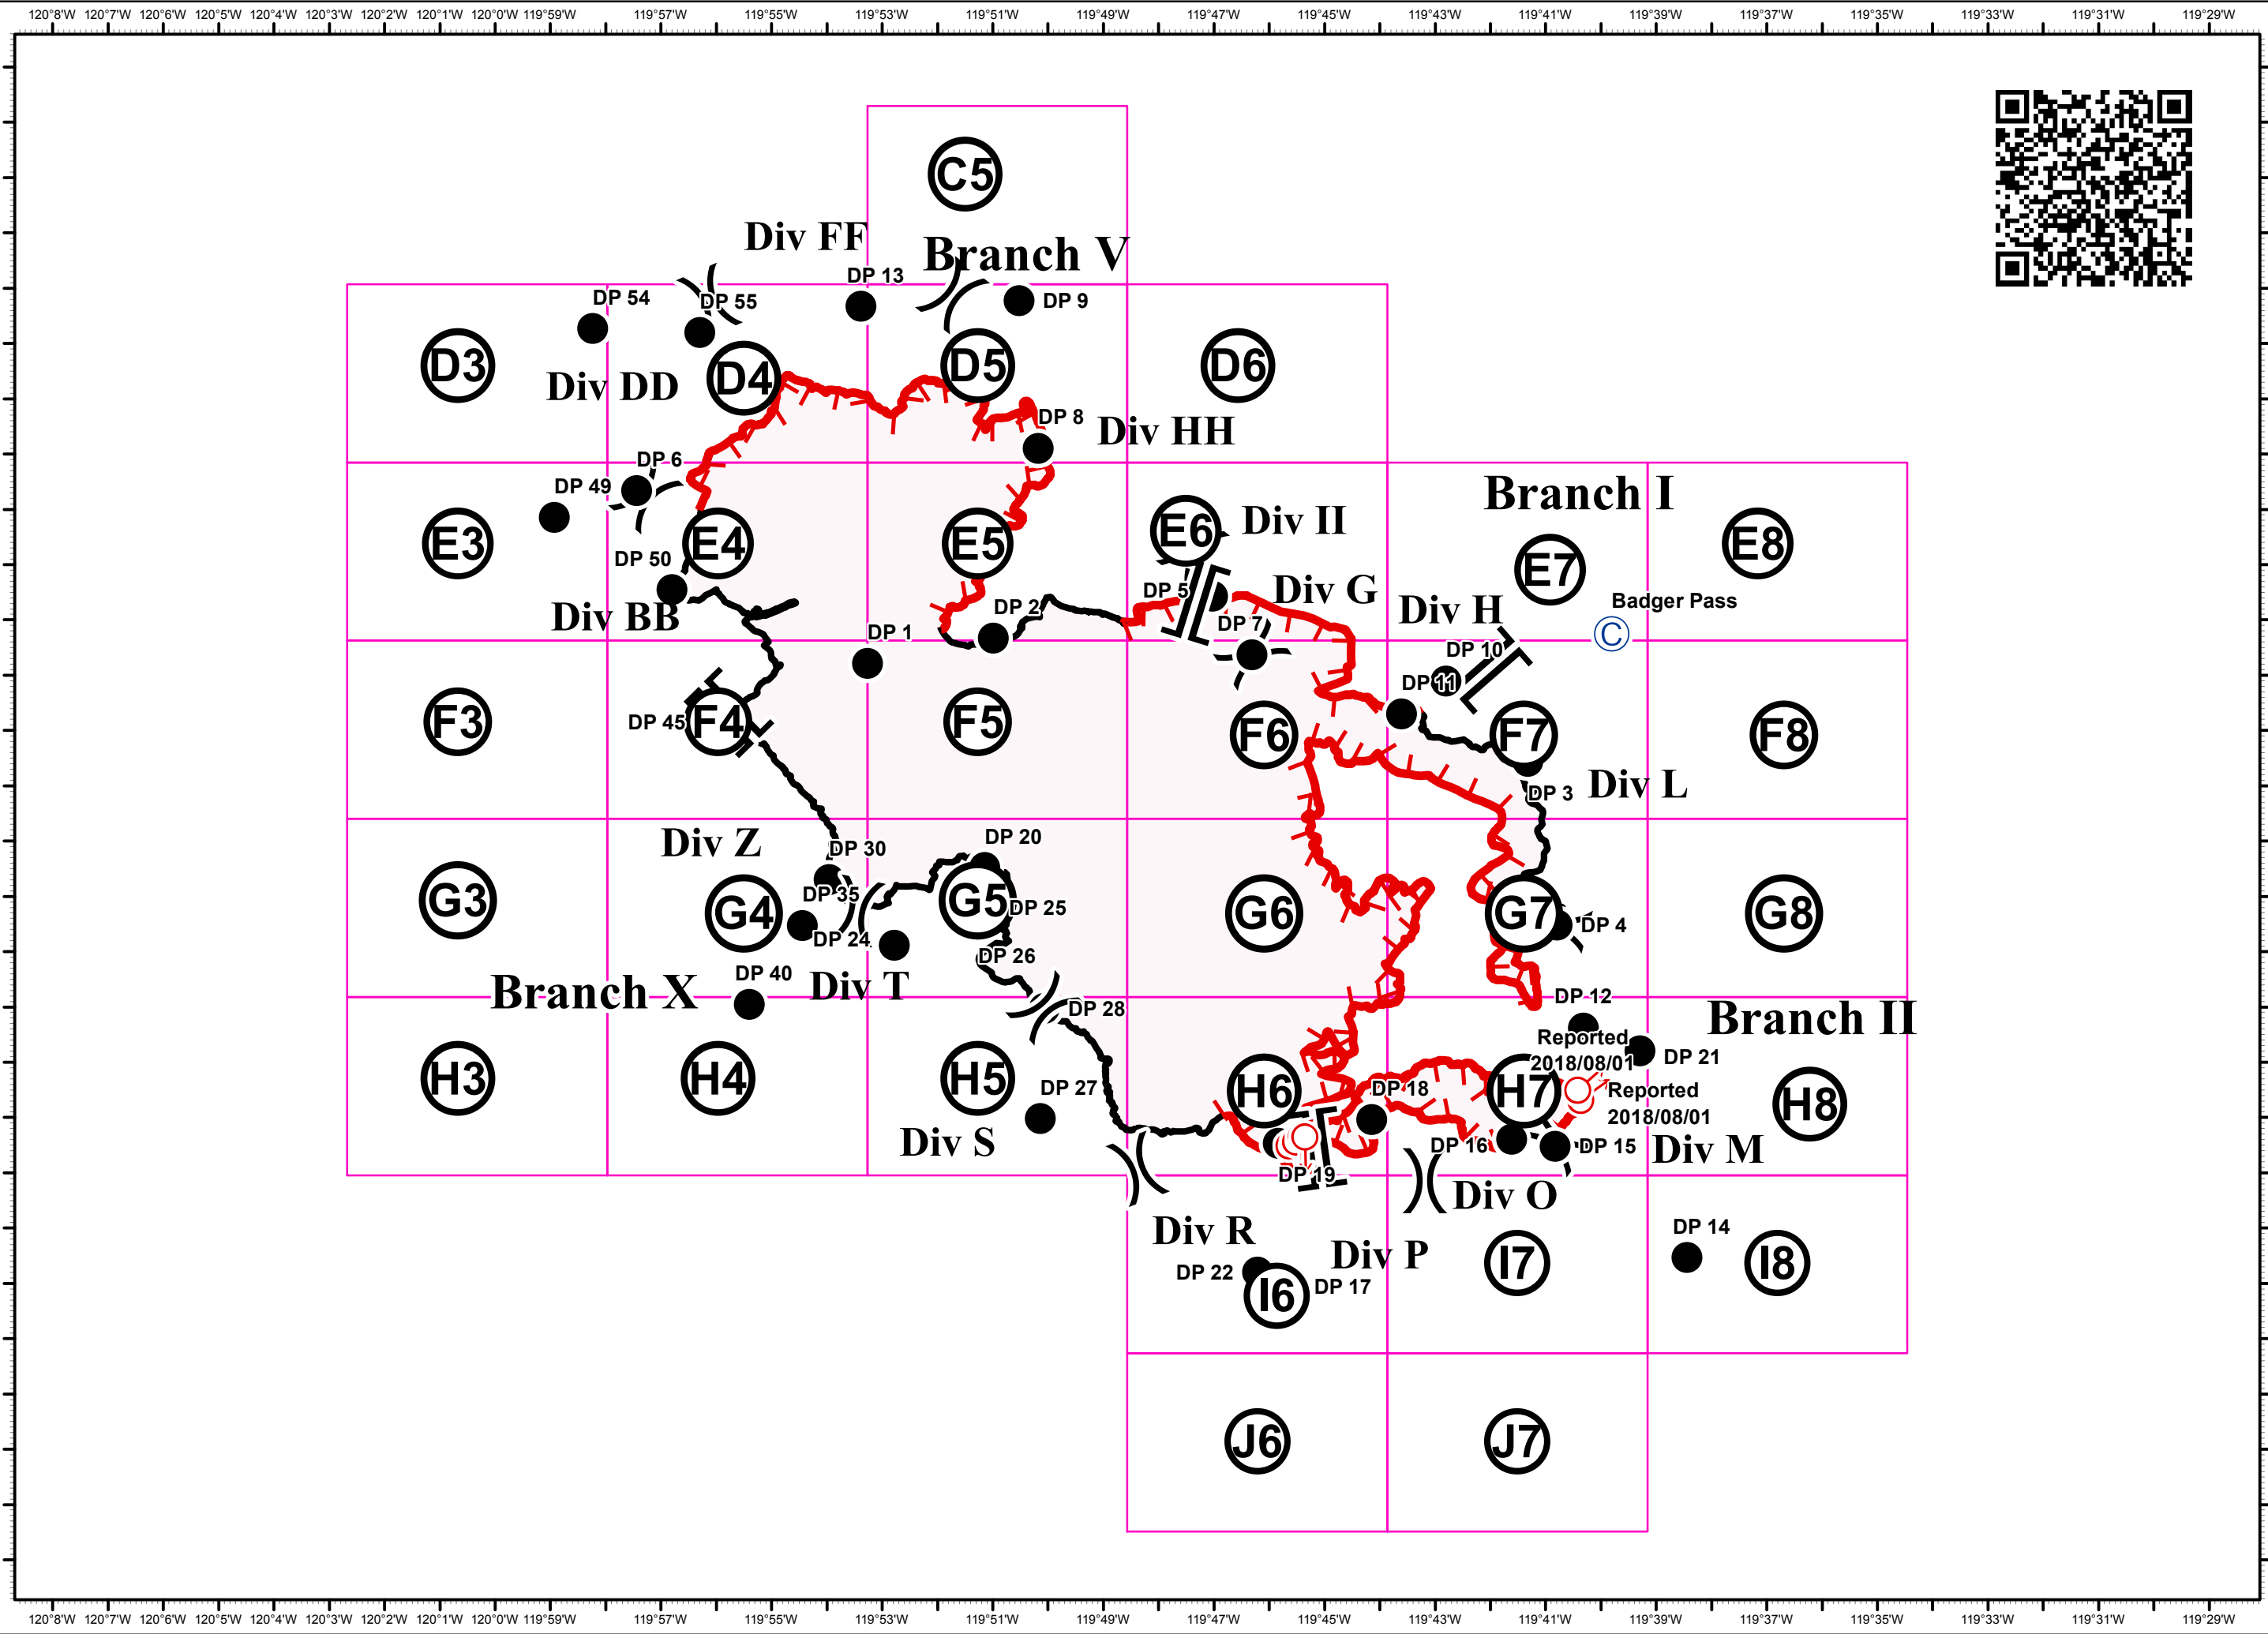 120°8'W 120°7'W 120°6'W 120°5'W 120°4'W 120°3'W 120°2'W 120°1'W 120°0'W 119°59'W 119°57'W 119°55'W 119°53'W 119°51'W 119°49'W 119°47'W 119°45'W 119°43'W 119°41'W 119°39'W 119°37'W 119°35'W 119°33'W 119°31'W 119°29'W
C5
Div FF
Branch V
DP 13
DP 54
DP 55
DP 9
D3
D4
D5
D6
Div DD
DP 8
Div HH
DP 6
DP 49
Branch I
E3
E4
E5
E6
Div II
E7
E8
DP 50
DP 5
Div G
Badger Pass
C
Div BB
DP 2
Div H
DP 1
DP 7
DP 10
DP 11
F3
DP 45
F4
F5
F6
F7
F8
Div L
DP 3
Div Z
DP 20
DP 30
DP 35
G3
G4
G5
DP 25
G6
G7
DP 4
G8
DP 24
DP 26
DP 40
Div T
Branch X
DP 12
DP 28
Branch II
Reported
2018/08/01
DP 21
H3
H4
H5
DP 27
H6
DP 18
H7
Reported
2018/08/01
H8
Div S
DP 16
DP 15
Div M
DP 19
Div O
Div R
Div P
DP 14
DP 22
I6
DP 17
I7
I8
J6
J7
120°8'W 120°7'W 120°6'W 120°5'W 120°4'W 120°3'W 120°2'W 120°1'W 120°0'W 119°59'W 119°57'W 119°55'W 119°53'W 119°51'W 119°49'W 119°47'W 119°45'W 119°43'W 119°41'W 119°39'W 119°37'W 119°35'W 119°33'W 119°31'W 119°29'W